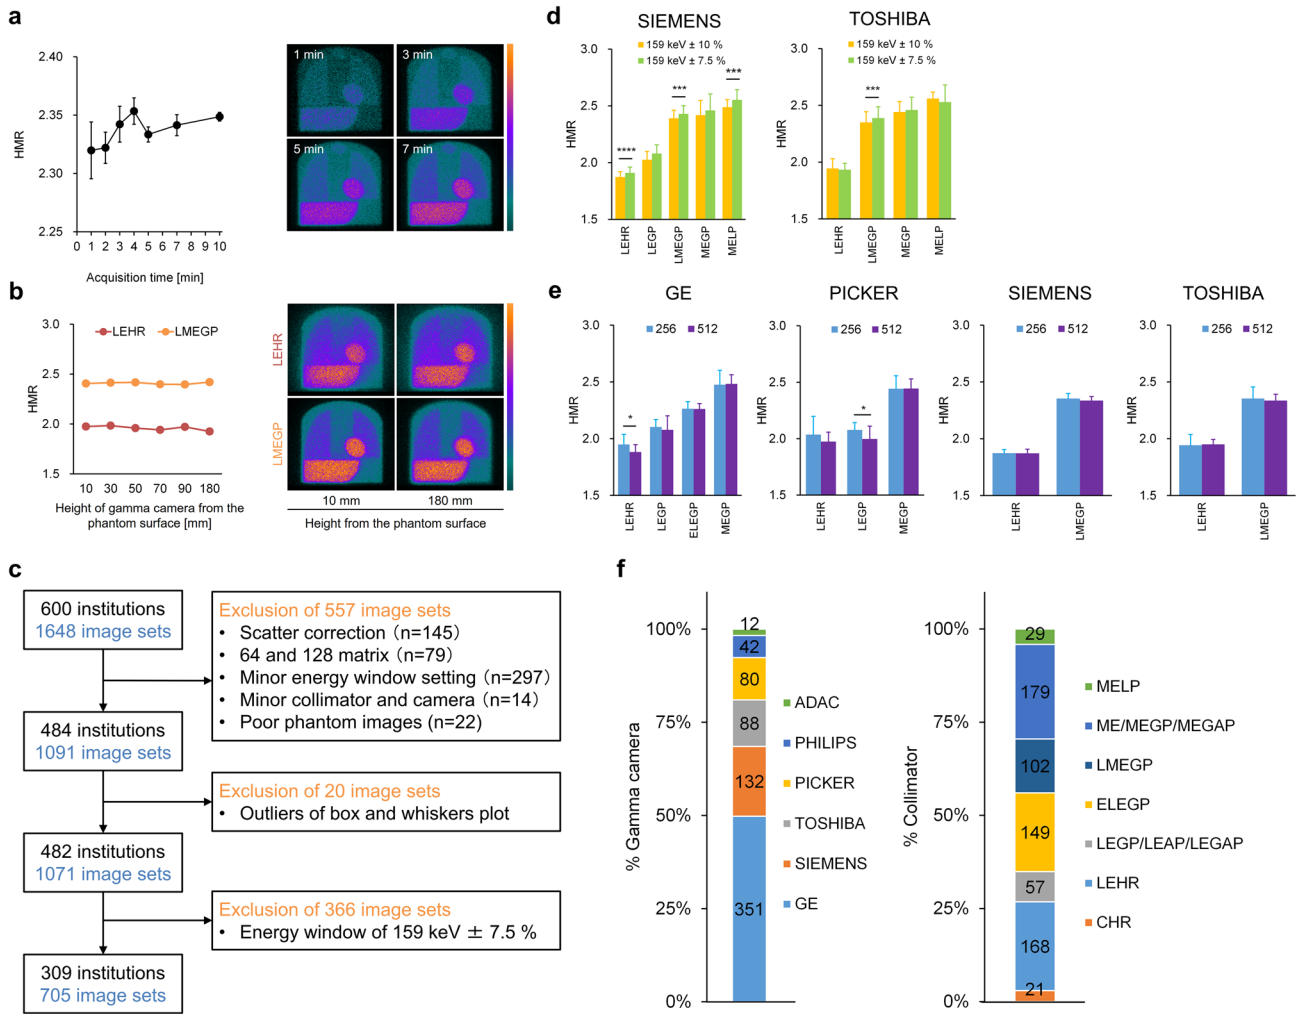 a
2.40
2.35
2.30
2.25
HMR
0 1 2 3 4 5 6 7 8 9 10
Acquisition time [min]
1 min
3 min
5 min
7 min
b
3.0
2.5
2.0
1.5
HMR
LEHR
LMEGP
10 30 50 70 90 180
Height of gamma camera from the
phantom surface [mm]
LEHR
LMEGP
10 mm
180 mm
Height from the phantom surface
c
600 institutions
1648 image sets
Exclusion of 557 image sets
• Scatter correction (n=145)
• 64 and 128 matrix (n=79)
• Minor energy window setting (n=297)
• Minor collimator and camera (n=14)
• Poor phantom images (n=22)
484 institutions
1091 image sets
Exclusion of 20 image sets
• Outliers of box and whiskers plot
482 institutions
1071 image sets
Exclusion of 366 image sets
• Energy window of 159 keV ± 7.5 %
309 institutions
705 image sets
d
SIEMENS
159 keV ± 10 %
159 keV ± 7.5 %
3.0
2.5
2.0
1.5
HMR
****
***
***
LEHR
LEGP
LMEGP
MEGP
MELP
TOSHIBA
159 keV ± 10 %
159 keV ± 7.5 %
3.0
2.5
2.0
1.5
HMR
***
LEHR
LMEGP
MEGP
MELP
e
GE
256 512
3.0
2.5
2.0
1.5
HMR
*
LEHR
LEGP
ELEGP
MEGP
PICKER
256 512
3.0
2.5
2.0
1.5
HMR
*
LEHR
LEGP
MEGP
SIEMENS
256 512
3.0
2.5
2.0
1.5
HMR
LEHR
LMEGP
TOSHIBA
256 512
3.0
2.5
2.0
1.5
HMR
LEHR
LMEGP
f
100%
75%
50%
25%
0%
% Gamma camera
12
42
80
88
132
351
ADAC
PHILIPS
PICKER
TOSHIBA
SIEMENS
GE
100%
75%
50%
25%
0%
% Collimator
29
179
102
149
57
168
21
MELP
ME/MEGP/MEGAP
LMEGP
ELEGP
LEGP/LEAP/LEGAP
LEHR
CHR